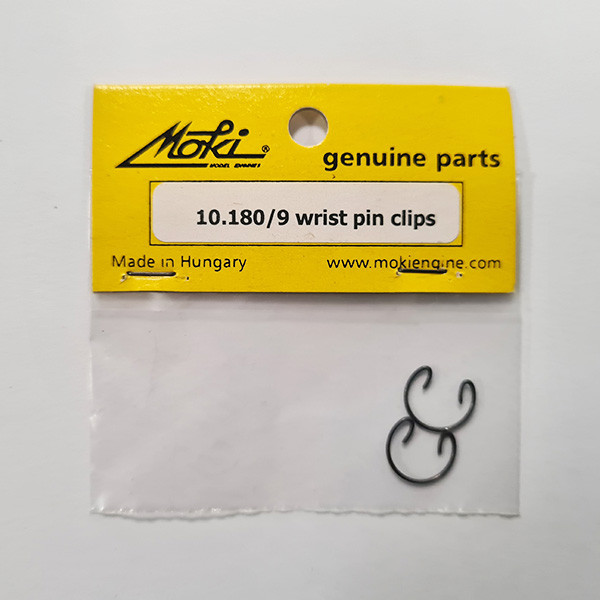 Moki ®
MODEL ENGINES
genuine parts
10.180/9 wrist pin clips
Made in Hungary
www.mokiengine.com